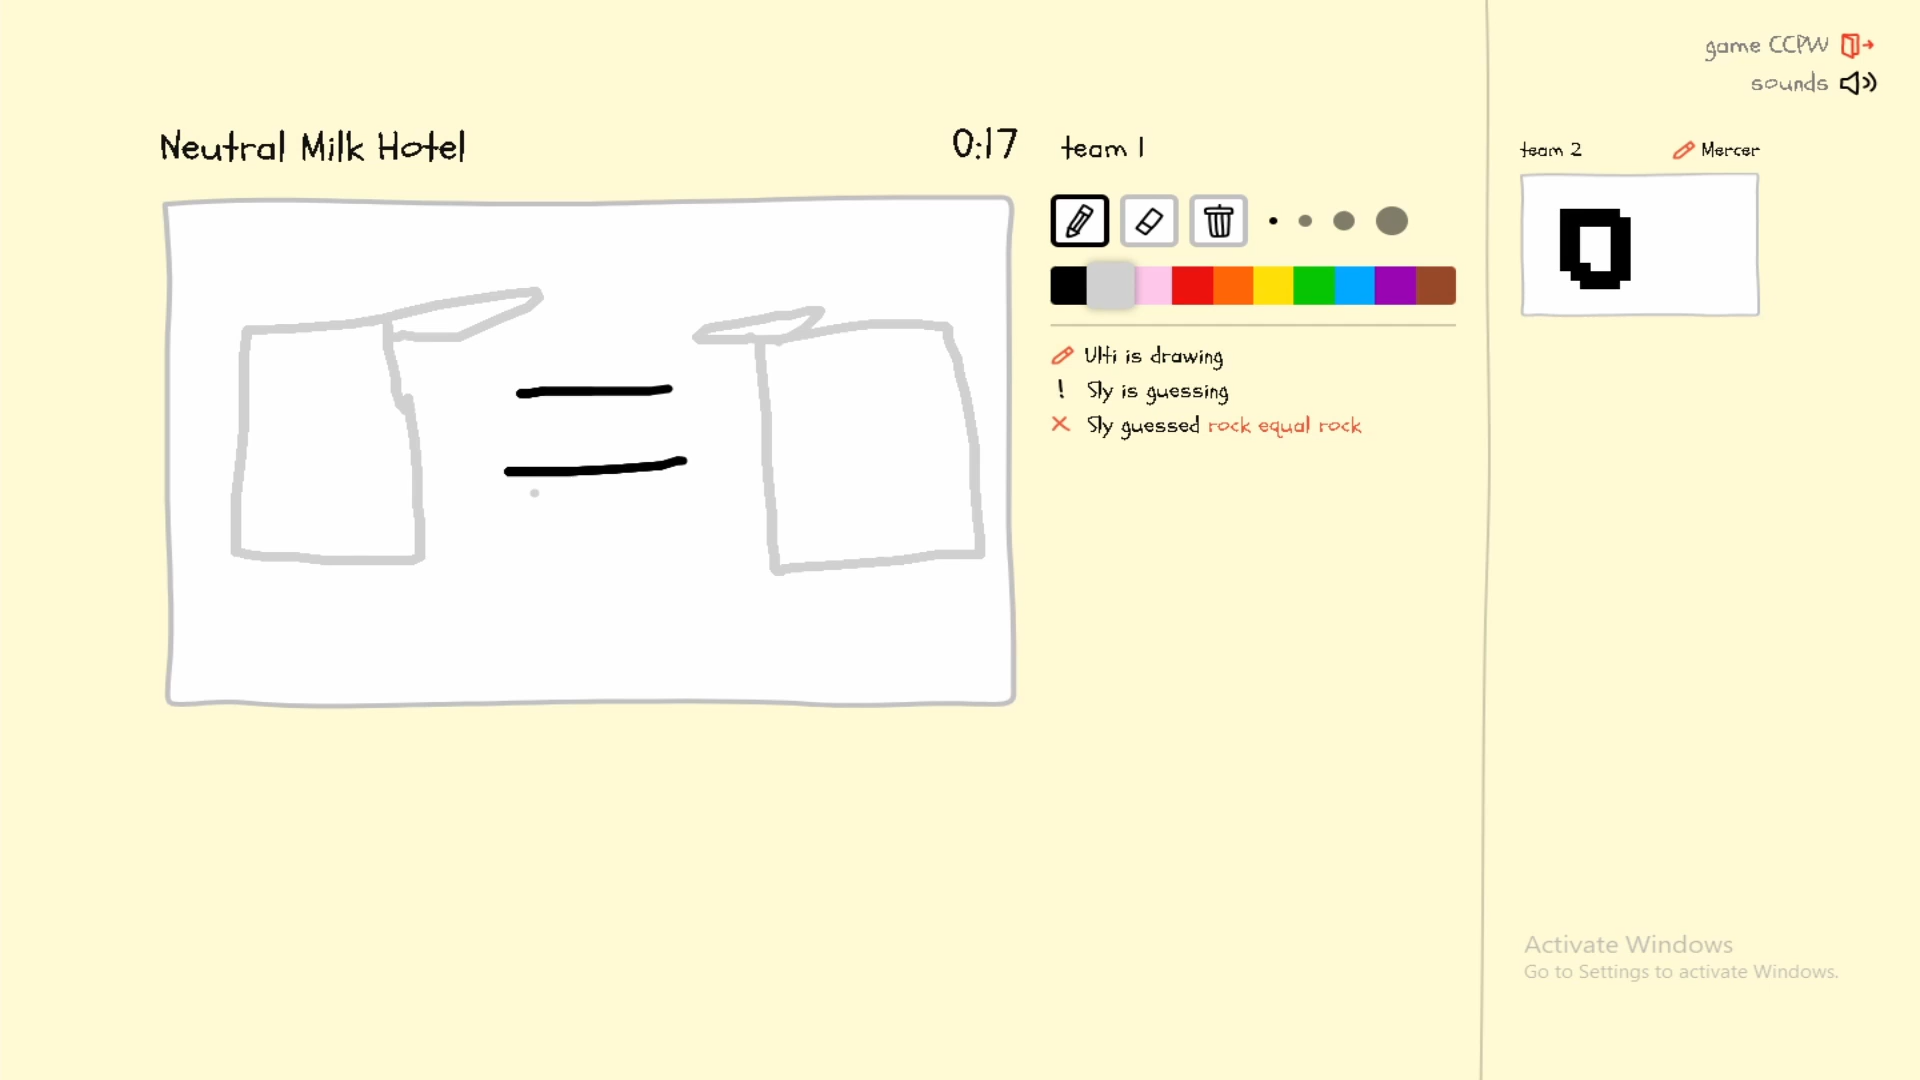 game CCPW
sounds
Neutral Milk Hotel
0:17
team 1
team 2
Mercer
Ulfi is drawing
! Sly is guessing
Sly guessed rock equal rock
Activate Windows
Go to Settings to activate Windows.